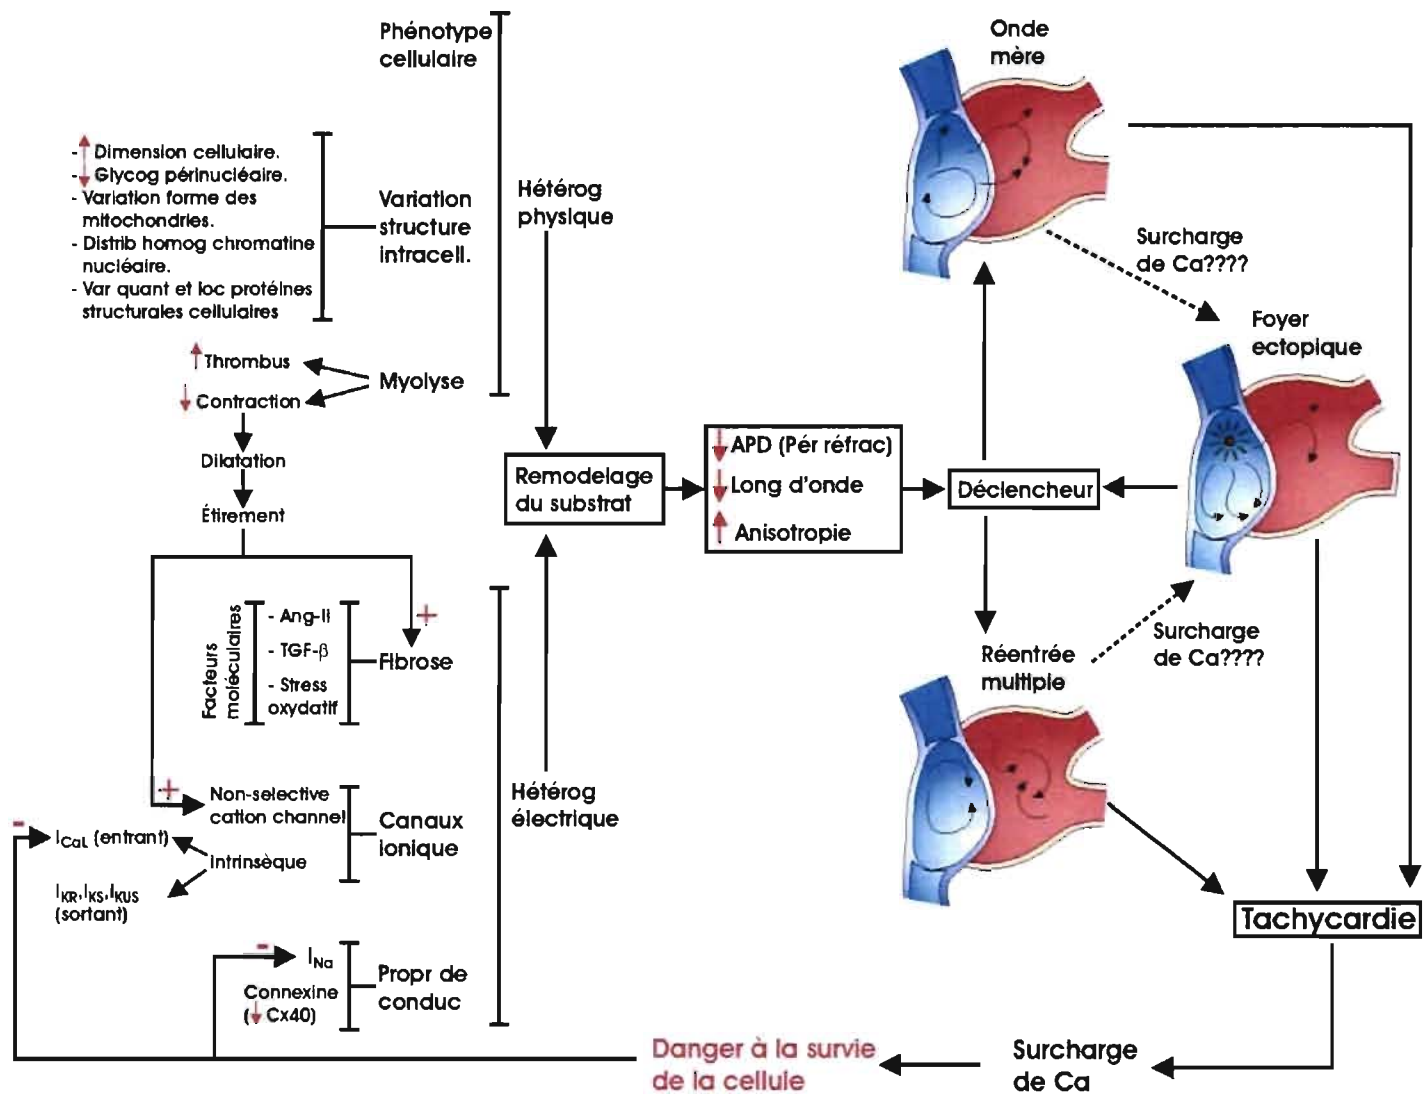 Phénotype
cellulaire
- Dimension cellulaire.
- Glycog périnucléaire.
- Variation forme des
mitochondries.
- Distrib homog chromatine
nucléaire.
- Var quant et loc protéines
structurales cellulaires
Variation
structure
intracell.
Hétérog
physique
Thrombus
Contraction
Myolyse
Dilatation
Étirement
Remodelage
du substrat
APD (Pér réfrac)
Long d'onde
Anisotropie
Déclencheur
Onde
mère
Surcharge
de Ca????
Foyer
ectopique
Surcharge
de Ca????
Réentrée
multiple
+
Facteurs
moléculaires
- Ang-II
- TGF-β
- Stress
oxydatif
Fibrose
+
Non-selective
cation channel
Canaux
ionique
Hétérog
électrique
-
ICaL (entrant)
Intrinsèque
IKR,IKS,IKUS
(sortant)
-
INa
Connexine
(↓Cx40)
Propr de
conduc
Tachycardie
Surcharge
de Ca
Danger à la survie
de la cellule